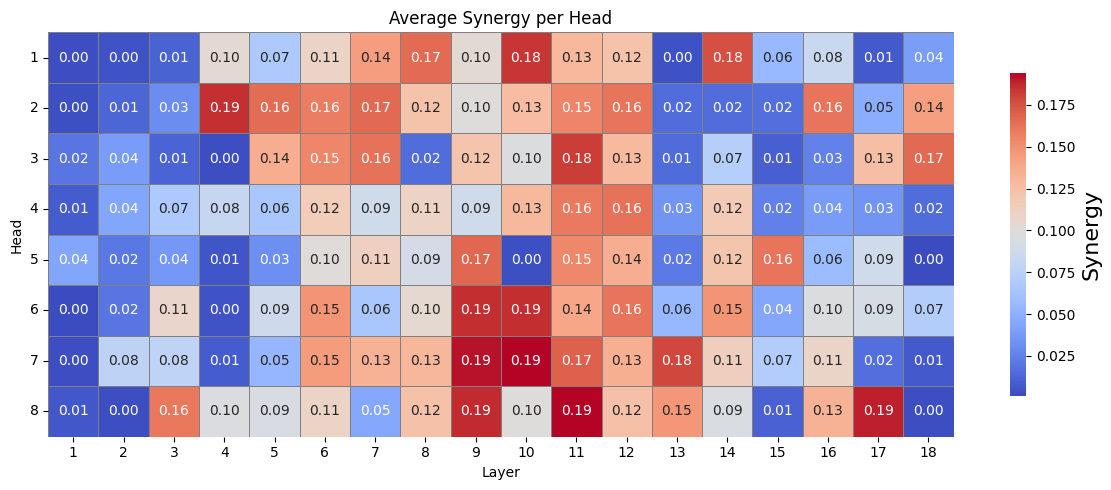 Average Synergy per Head
1 0.00 0.00 0.01 0.10 0.07 0.11 0.14 0.17 0.10 0.18 0.13 0.12 0.00 0.18 0.06 0.08 0.01 0.04
2 0.00 0.01 0.03 0.19 0.16 0.16 0.17 0.12 0.10 0.13 0.15 0.16 0.02 0.02 0.02 0.16 0.05 0.14
3 0.02 0.04 0.01 0.00 0.14 0.15 0.16 0.02 0.12 0.10 0.18 0.13 0.01 0.07 0.01 0.03 0.13 0.17
4 0.01 0.04 0.07 0.08 0.06 0.12 0.09 0.11 0.09 0.13 0.16 0.16 0.03 0.12 0.02 0.04 0.03 0.02
5 0.04 0.02 0.04 0.01 0.03 0.10 0.11 0.09 0.17 0.00 0.15 0.14 0.02 0.12 0.16 0.06 0.09 0.00
6 0.00 0.02 0.11 0.00 0.09 0.15 0.06 0.10 0.19 0.19 0.14 0.16 0.06 0.15 0.04 0.10 0.09 0.07
7 0.00 0.08 0.08 0.01 0.05 0.15 0.13 0.13 0.19 0.19 0.17 0.13 0.18 0.11 0.07 0.11 0.02 0.01
8 0.01 0.00 0.16 0.10 0.09 0.11 0.05 0.12 0.19 0.10 0.19 0.12 0.15 0.09 0.01 0.13 0.19 0.00
1 2 3 4 5 6 7 8 9 10 11 12 13 14 15 16 17 18
Layer
Head
0.175
0.150
0.125
0.100
0.075
0.050
0.025
Synergy